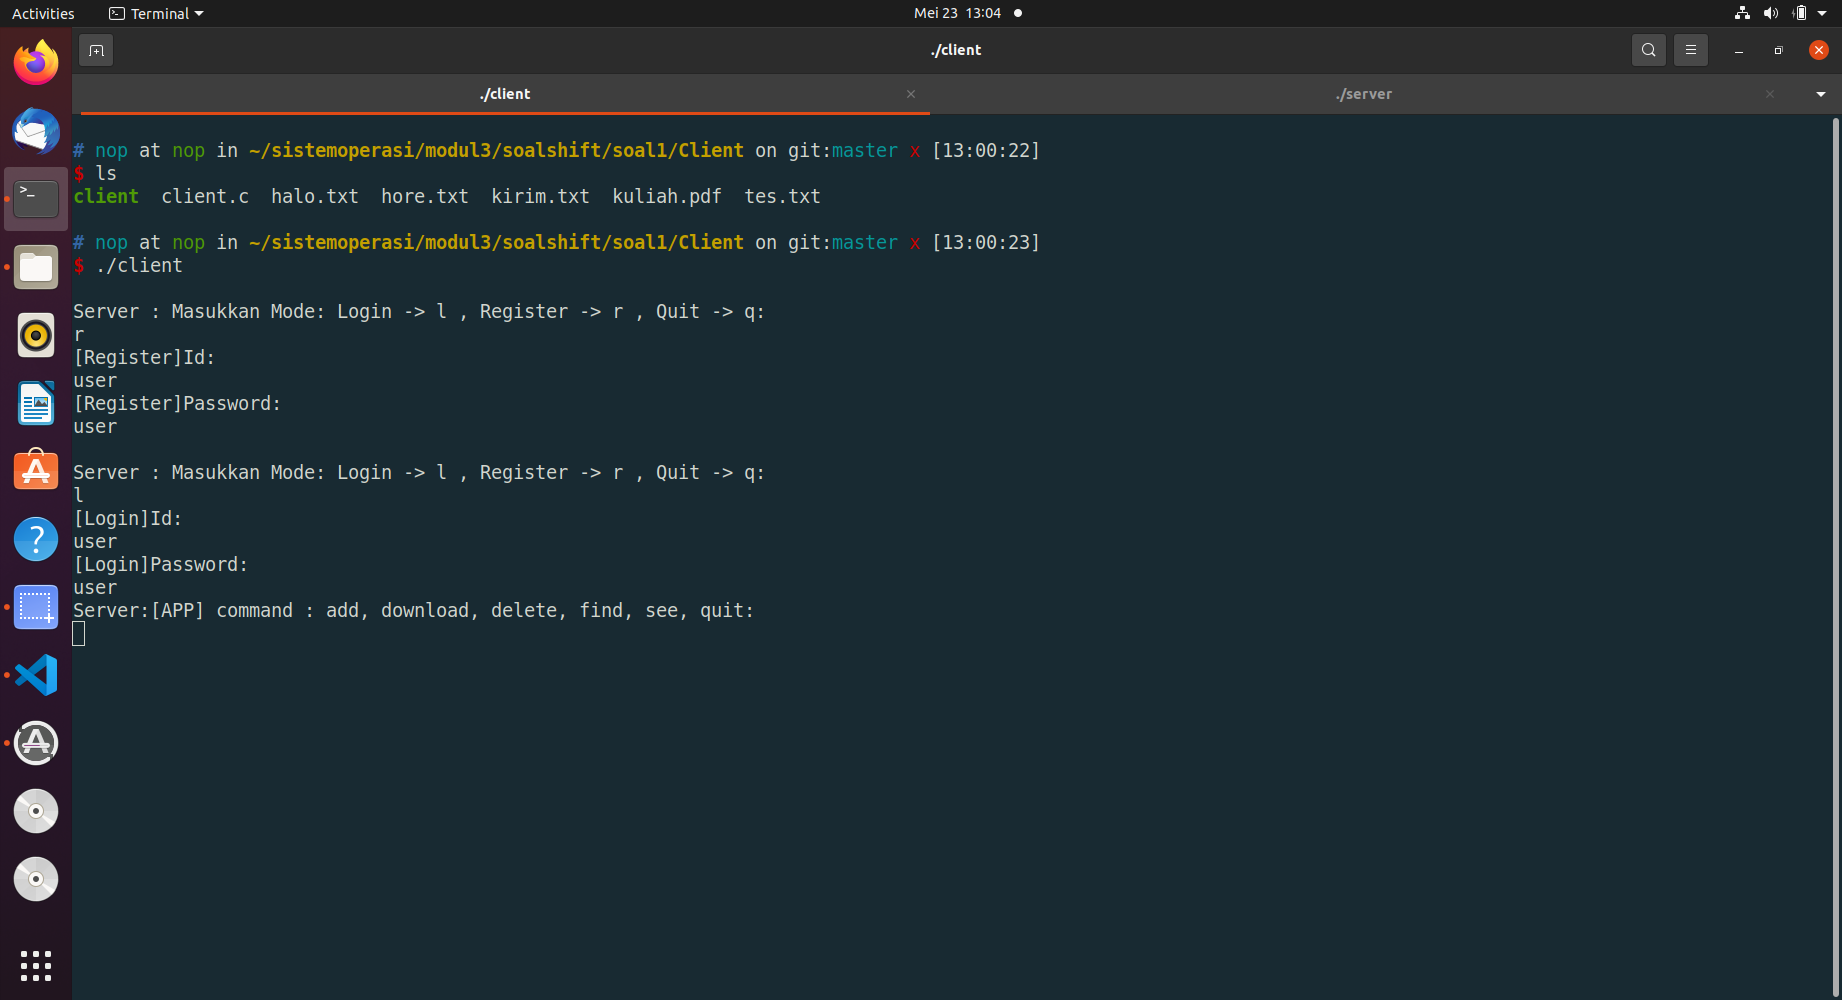 Activities
Terminal
Mei 23 13:04
./client
./client
./server
# nop at nop in ~/sistemoperasi/modul3/soalshift/soal1/Client on git:master x [13:00:22]
$ ls
client client.c halo.txt hore.txt kirim.txt kuliah.pdf tes.txt
# nop at nop in ~/sistemoperasi/modul3/soalshift/soal1/Client on git:master x [13:00:23]
$ ./client
Server : Masukkan Mode: Login -> l , Register -> r , Quit -> q:
r
[Register]Id:
user
[Register]Password:
user
Server : Masukkan Mode: Login -> l , Register -> r , Quit -> q:
l
[Login]Id:
user
[Login]Password:
user
Server:[APP] command : add, download, delete, find, see, quit: